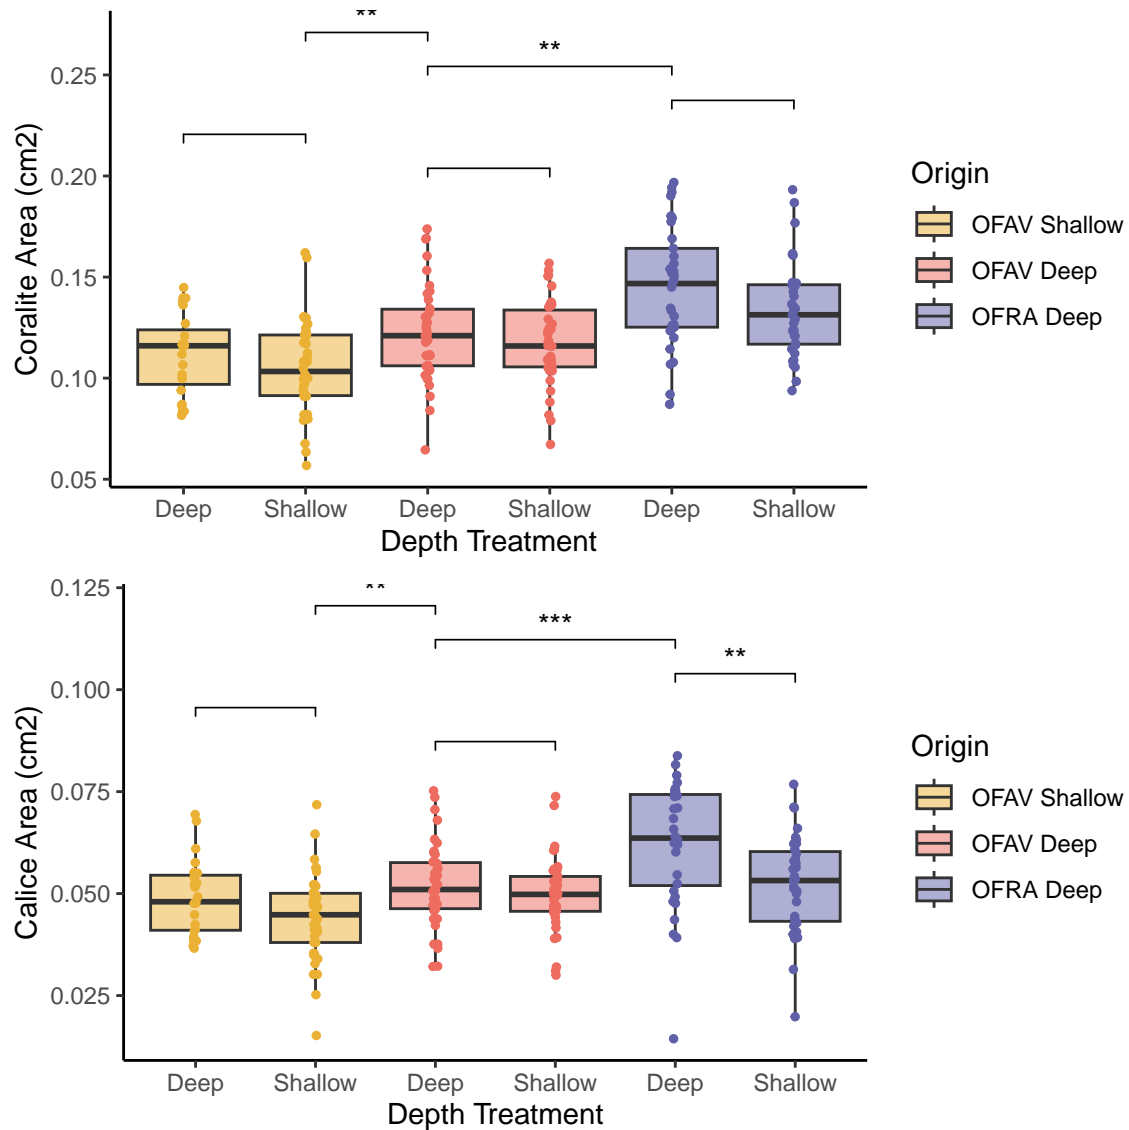 **
**
0.25
0.20
0.15
0.10
0.05
Coralite Area (cm2)
Deep Shallow Deep Shallow Deep Shallow
Depth Treatment
Origin
OFAV Shallow
OFAV Deep
OFRA Deep
**
***
**
0.125
0.100
0.075
0.050
0.025
Calice Area (cm2)
Deep Shallow Deep Shallow Deep Shallow
Depth Treatment
Origin
OFAV Shallow
OFAV Deep
OFRA Deep